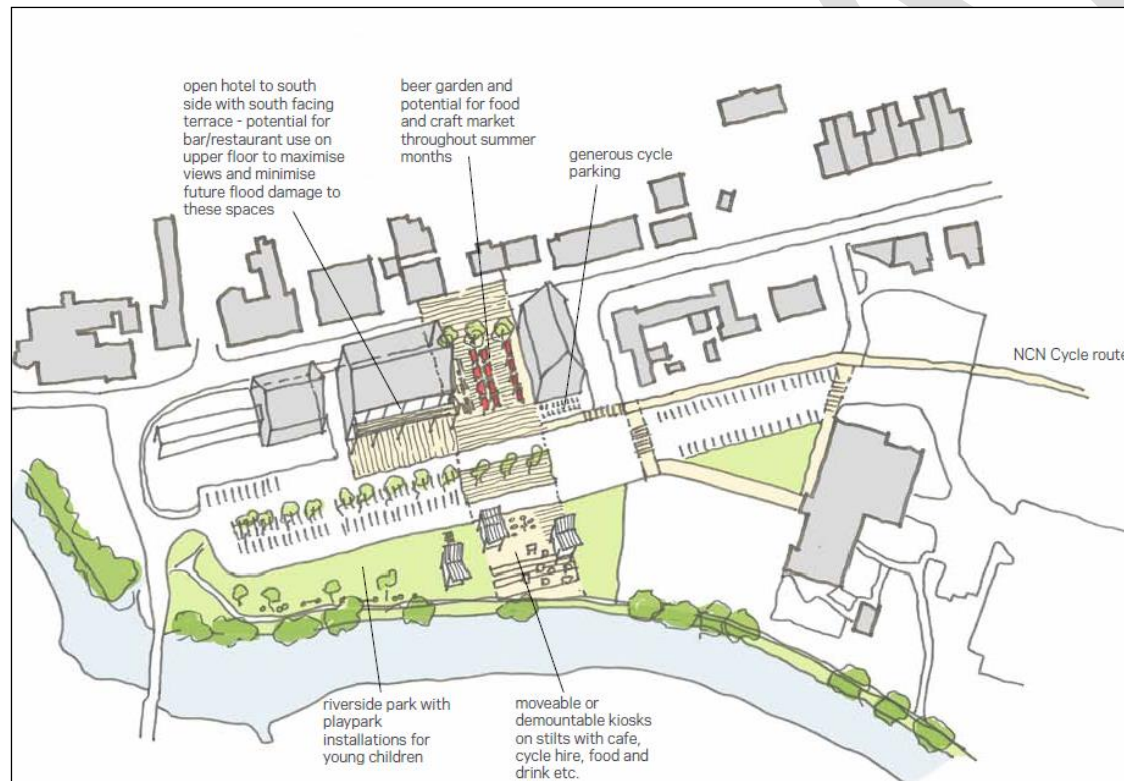 open hotel to south
side with south facing
terrace - potential for
bar/restaurant use on
upper floor to maximise
views and minimise
future flood damage to
these spaces
beer garden and
potential for food
and craft market
throughout summer
months
generous cycle
parking
NCN Cycle route
riverside park with
playpark
installations for
young children
moveable or
demountable kiosks
on stilts with cafe,
cycle hire, food and
drink etc.